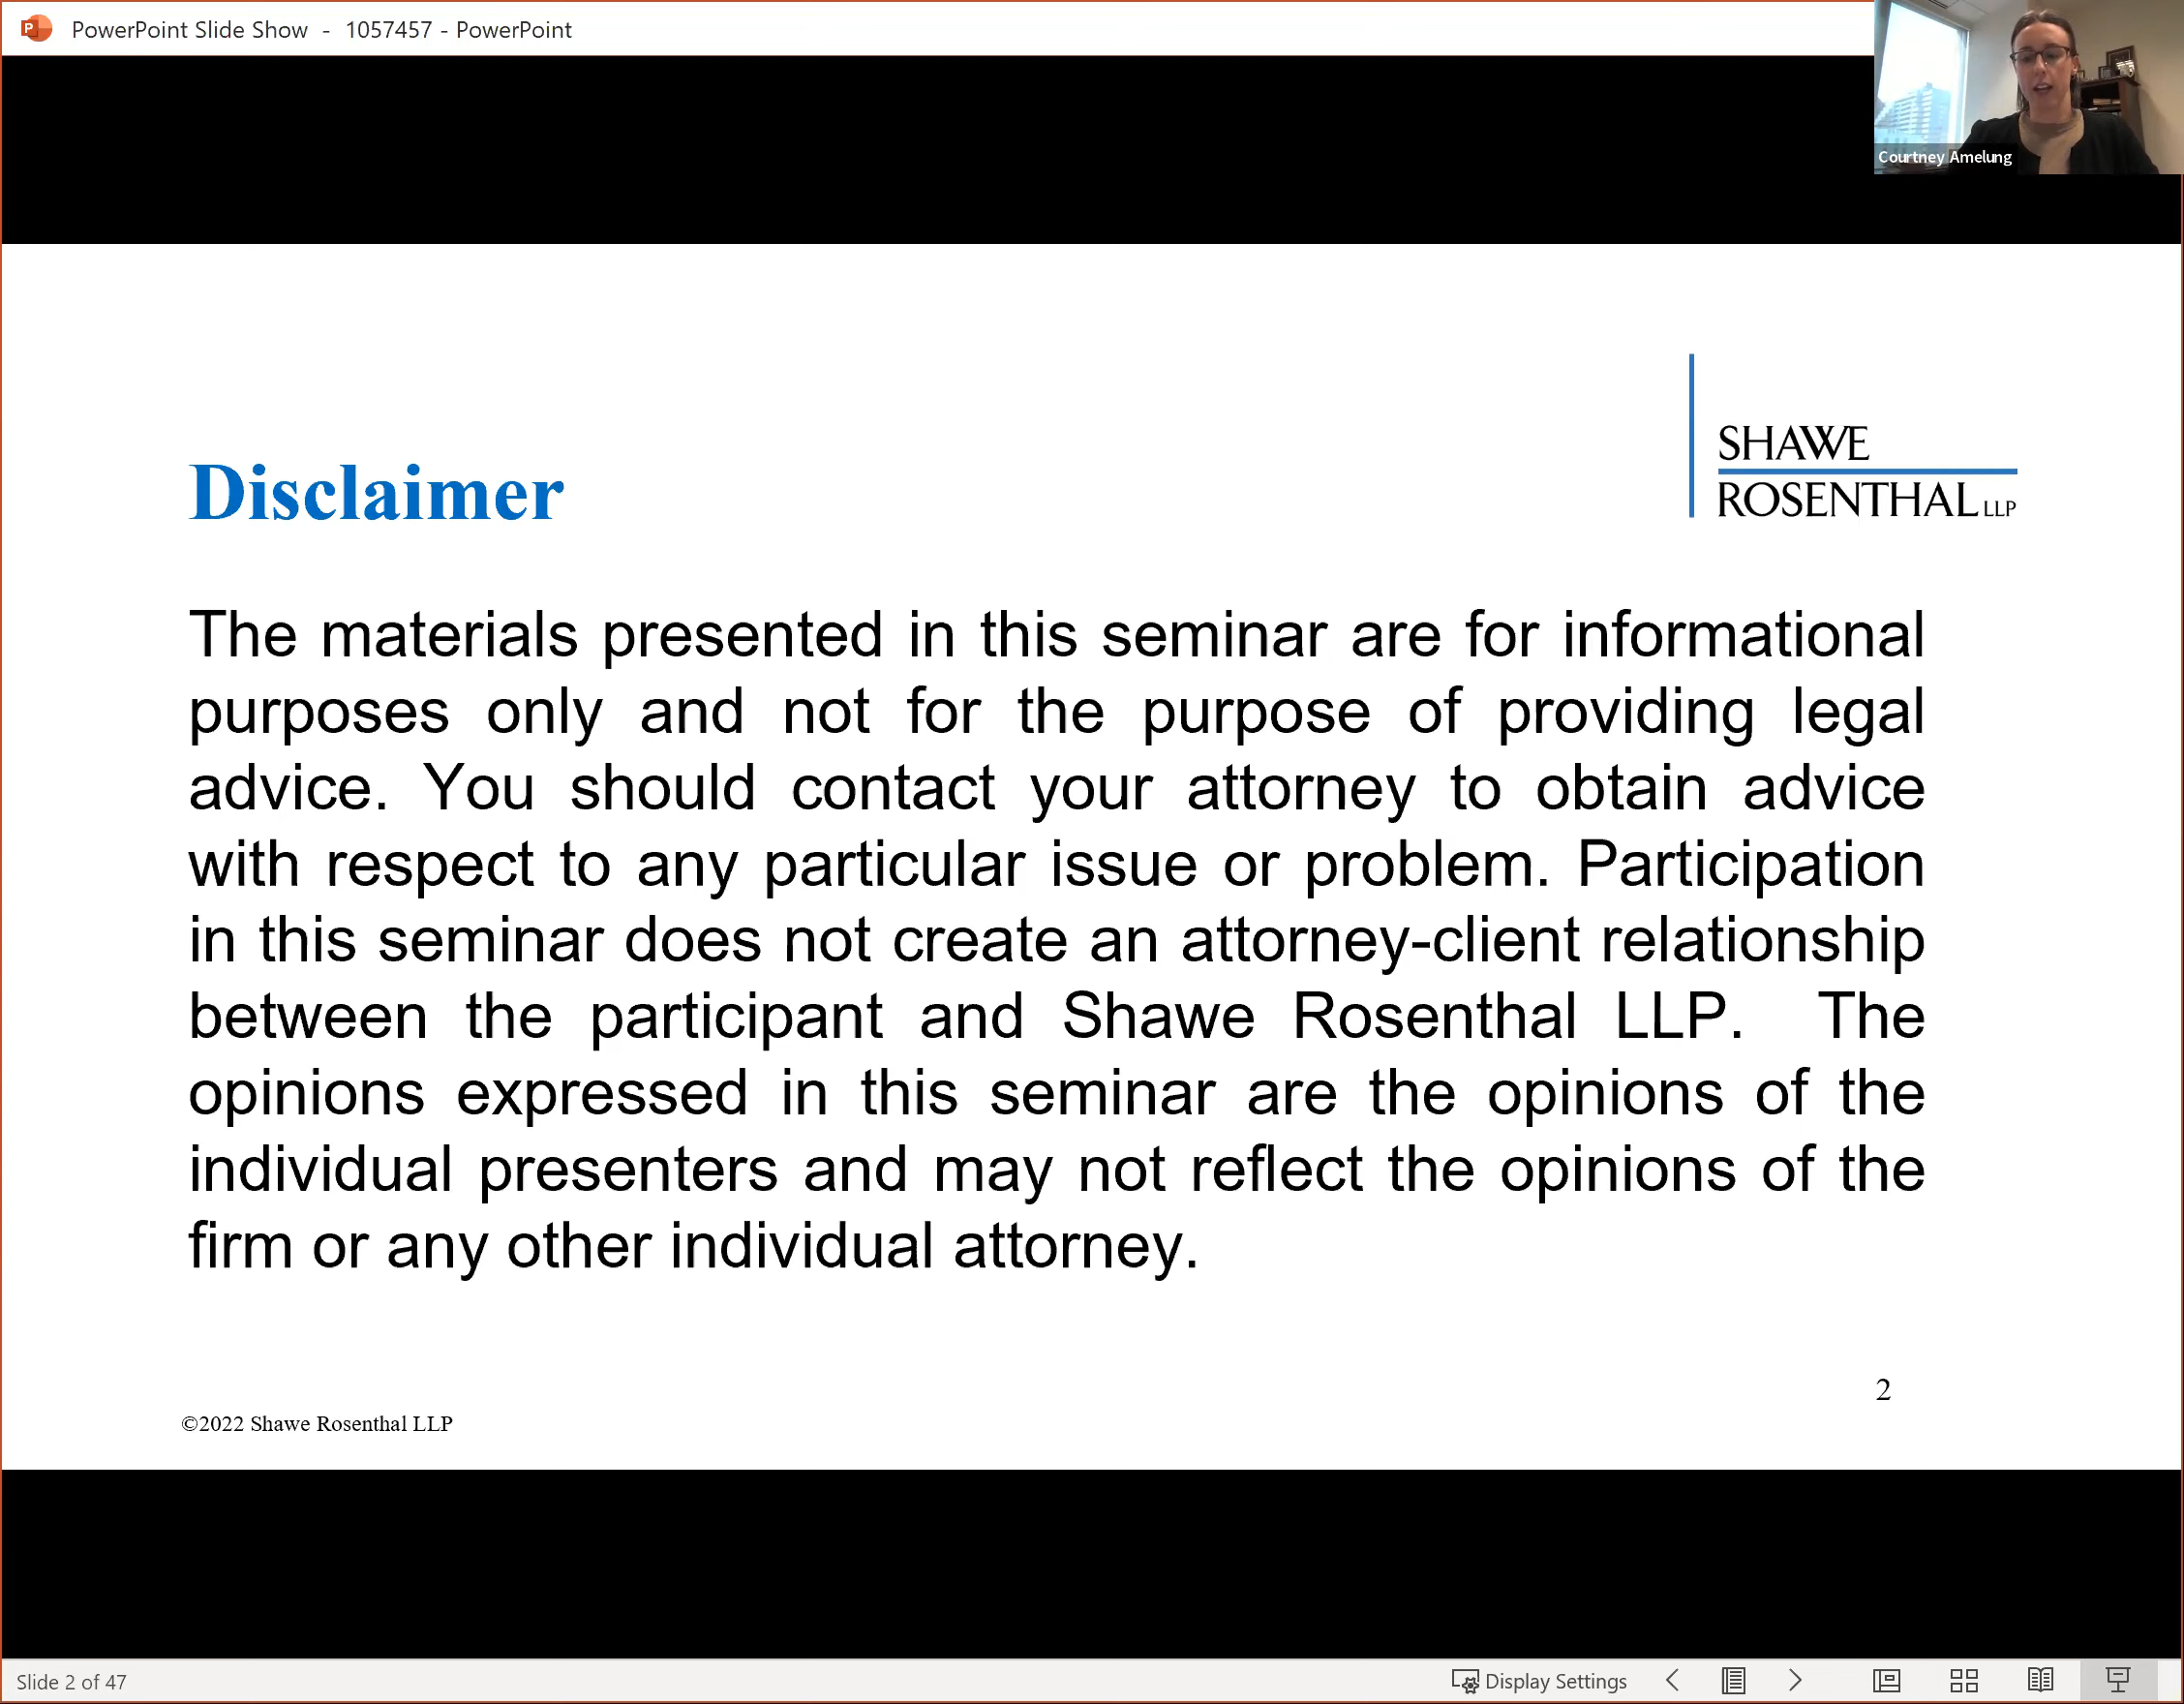 PowerPoint Slide Show - 1057457 - PowerPoint
Courtney Amelung
SHAWE
ROSENTHAL LLP
Disclaimer
The materials presented in this seminar are for informational
purposes only and not for the purpose of providing legal
advice. You should contact your attorney to obtain advice
with respect to any particular issue or problem. Participation
in this seminar does not create an attorney-client relationship
between the participant and Shawe Rosenthal LLP. The
opinions expressed in this seminar are the opinions of the
individual presenters and may not reflect the opinions of the
firm or any other individual attorney.
2
©2022 Shawe Rosenthal LLP
Slide 2 of 47
Display Settings